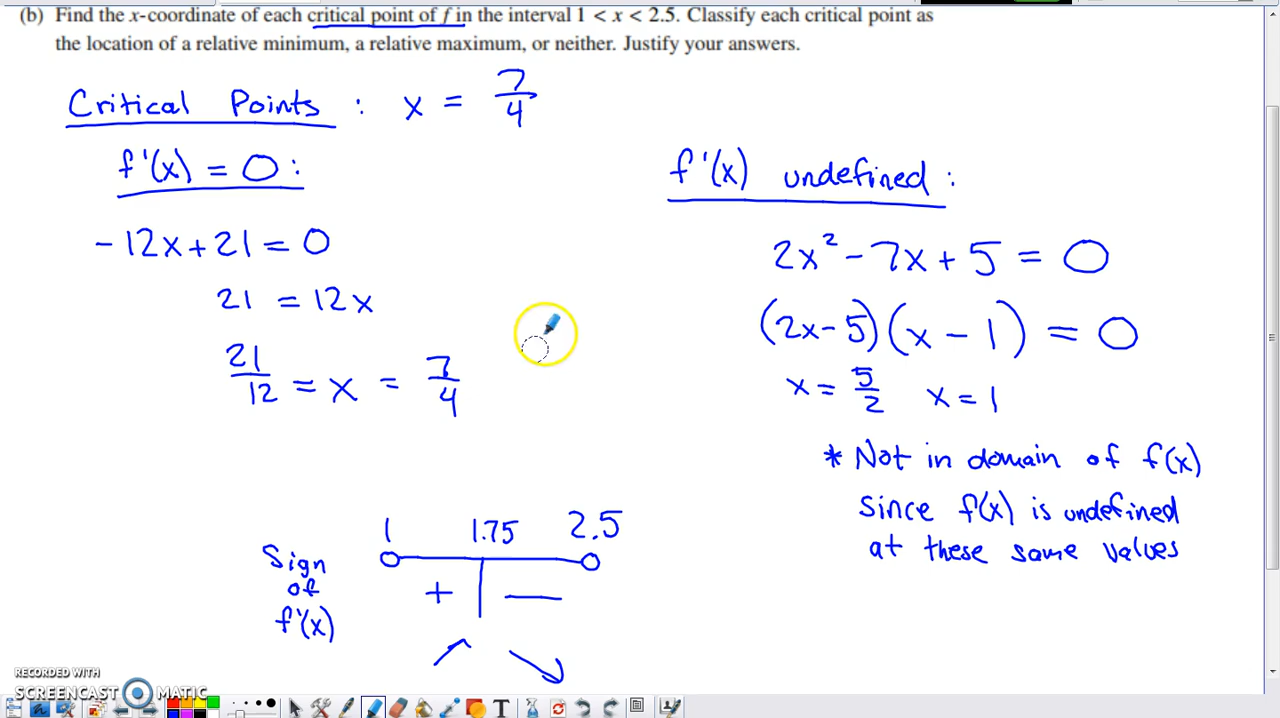 (b) Find the x-coordinate of each critical point of f in the interval 1 < x < 2.5. Classify each critical point as
the location of a relative minimum, a relative maximum, or neither. Justify your answers.
Critical Points : x = 7/4
f'(x) = 0 :
-12x + 21 = 0
21 = 12x
21/12 = x = 7/4
f'(x) undefined :
2x² - 7x + 5 = 0
(2x - 5)(x - 1) = 0
x = 5/2 x = 1
* Not in domain of f(x)
Since f(x) is undefined
at these same values
1 1.75 2.5
Sign
of
f'(x)
+ —
RECORDED WITH
SCREENCAST MATIC
T